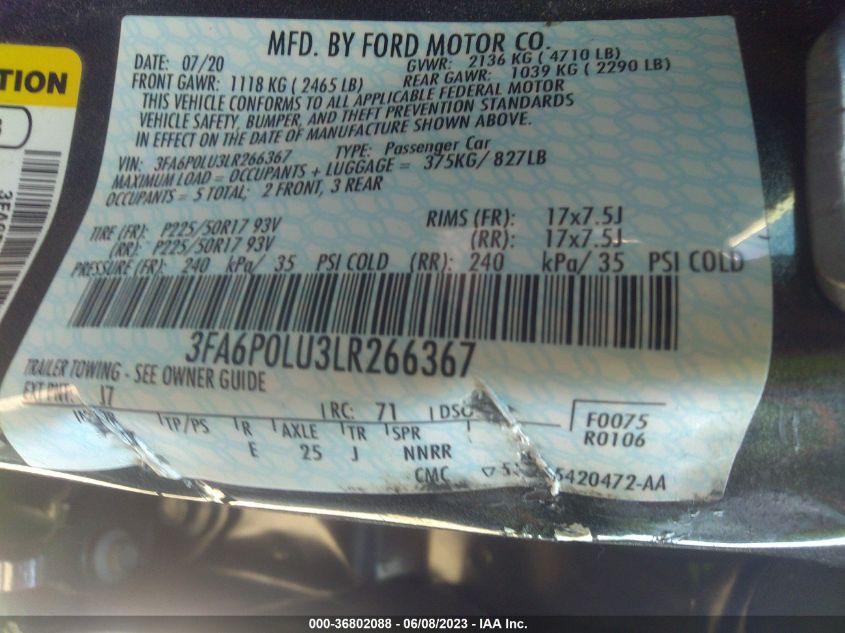 MFD. BY FORD MOTOR CO.
DATE: 07/20 GVWR: 2136 KG ( 4710 LB)
FRONT GAWR: 1118 KG ( 2465 LB) REAR GAWR: 1039 KG ( 2290 LB)
THIS VEHICLE CONFORMS TO ALL APPLICABLE FEDERAL MOTOR
VEHICLE SAFETY, BUMPER, AND THEFT PREVENTION STANDARDS
IN EFFECT ON THE DATE OF MANUFACTURE SHOWN ABOVE.
VIN: 3FA6P0LU3LR266367 TYPE: Passenger Car
MAXIMUM LOAD = OCCUPANTS + LUGGAGE = 375KG/ 827LB
OCCUPANTS = 5 TOTAL; 2 FRONT, 3 REAR
TIRE (FR): P225/50R17 93V RIMS (FR): 17x7.5J
(RR): P225/50R17 93V (RR): 17x7.5J
PRESSURE (FR): 240 kPa/ 35 PSI COLD (RR): 240 kPa/ 35 PSI COLD
3FA6P0LU3LR266367
TRAILER TOWING - SEE OWNER GUIDE
EXT PNT: J7 RC: 71 DSO
TP/PS R AXLE TR SPR
E 25 J NNRR
F0075
R0106
CMC 5420472-AA
TION
000-36802088 - 06/08/2023 - IAA Inc.